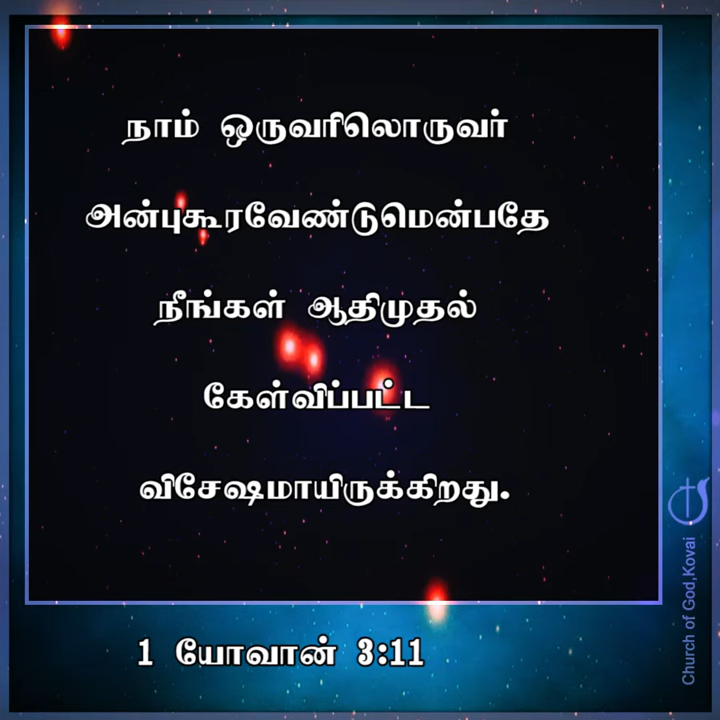 நாம் ஒருவரிலொருவர்
அன்புகூரவேண்டுமென்பதே
நீங்கள் ஆதிமுதல்
கேள்விப்பட்ட
விசேஷமாயிருக்கிறது.
1 யோவான் 3:11
Church of God,Kovai